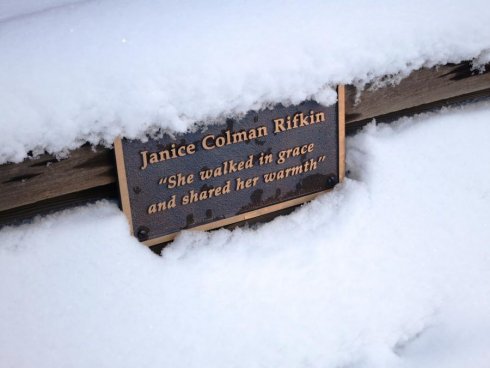 Janice Colman Rifkin
“She walked in grace
and shared her warmth”